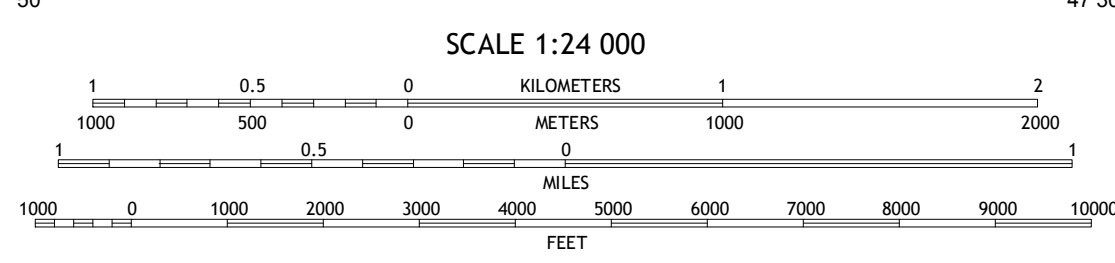 SCALE 1:24 000
1 0.5 0 KILOMETERS 1 2
1000 500 0 METERS 1000 2000
1 0.5 0 1
MILES
1000 0 1000 2000 3000 4000 5000 6000 7000 8000 9000 10000
FEET